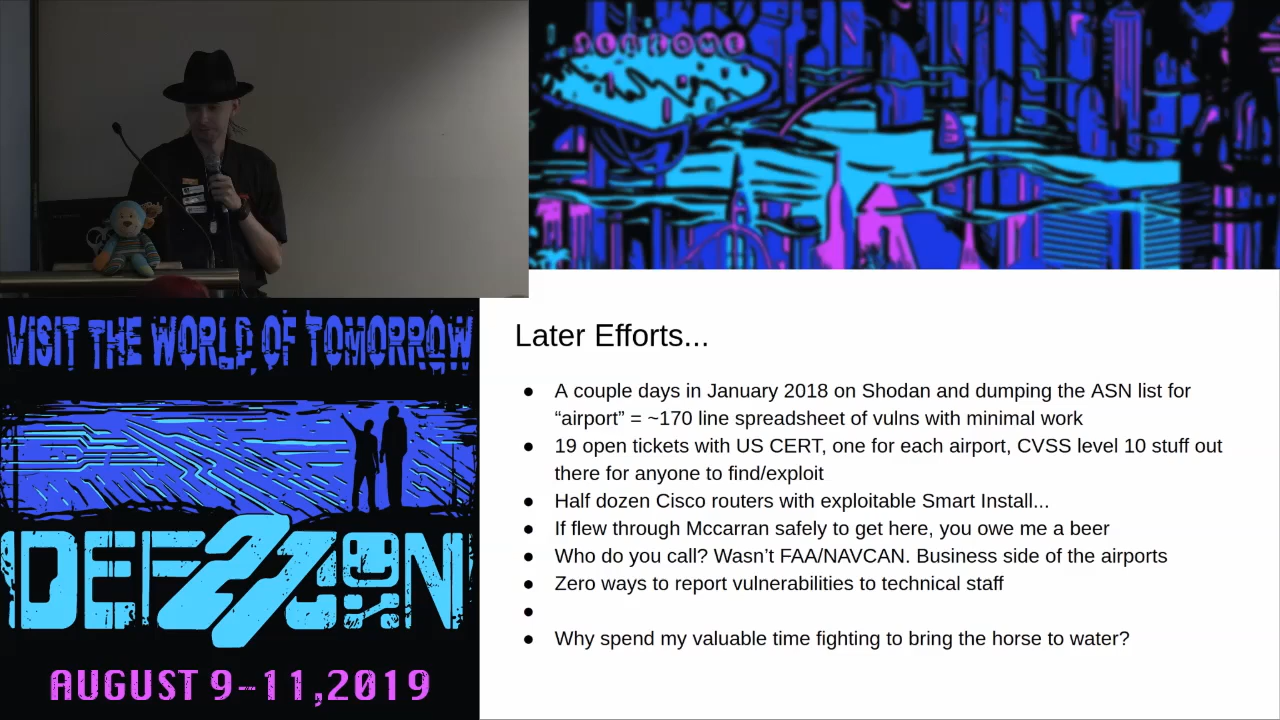 WELCOME
VISIT THE WORLD OF TOMORROW
DEF CON
27
AUGUST 9-11,2019
Later Efforts...
● A couple days in January 2018 on Shodan and dumping the ASN list for
“airport” = ~170 line spreadsheet of vulns with minimal work
● 19 open tickets with US CERT, one for each airport, CVSS level 10 stuff out
there for anyone to find/exploit
● Half dozen Cisco routers with exploitable Smart Install...
● If flew through Mccarran safely to get here, you owe me a beer
● Who do you call? Wasn’t FAA/NAVCAN. Business side of the airports
● Zero ways to report vulnerabilities to technical staff
●
● Why spend my valuable time fighting to bring the horse to water?